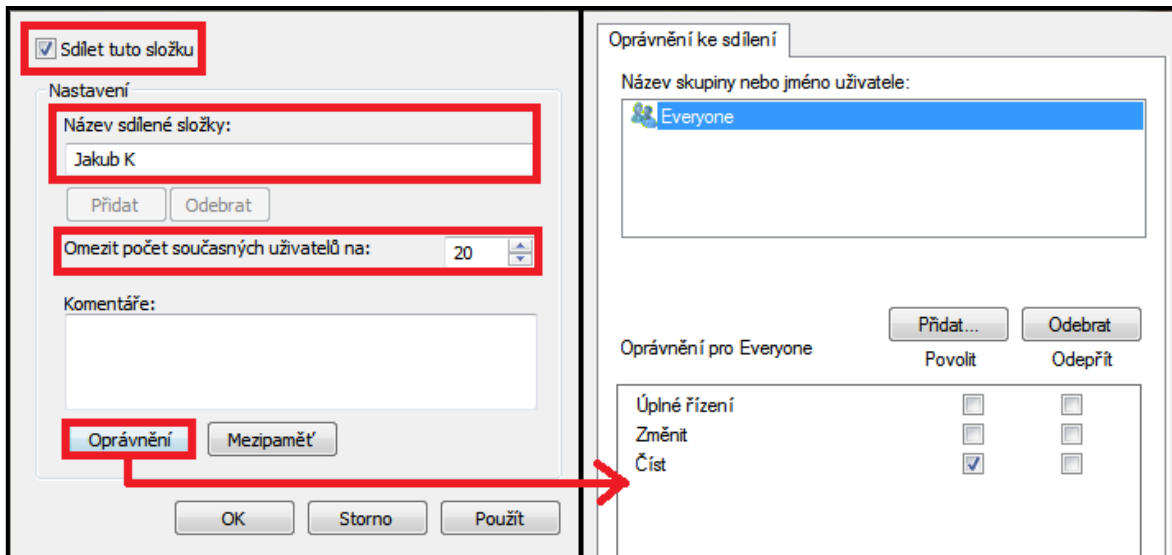 Sdílet tuto složku
Nastavení
Název sdílené složky:
Jakub K
Přidat Odebrat
Omezit počet současných uživatelů na: 20
Komentáře:
Oprávnění Mezipaměť
OK Storno Použít
Oprávnění ke sdílení
Název skupiny nebo jméno uživatele:
Everyone
Přidat... Odebrat
Oprávnění pro Everyone Povolit Odepřít
Úplné řízení
Změnit
Číst